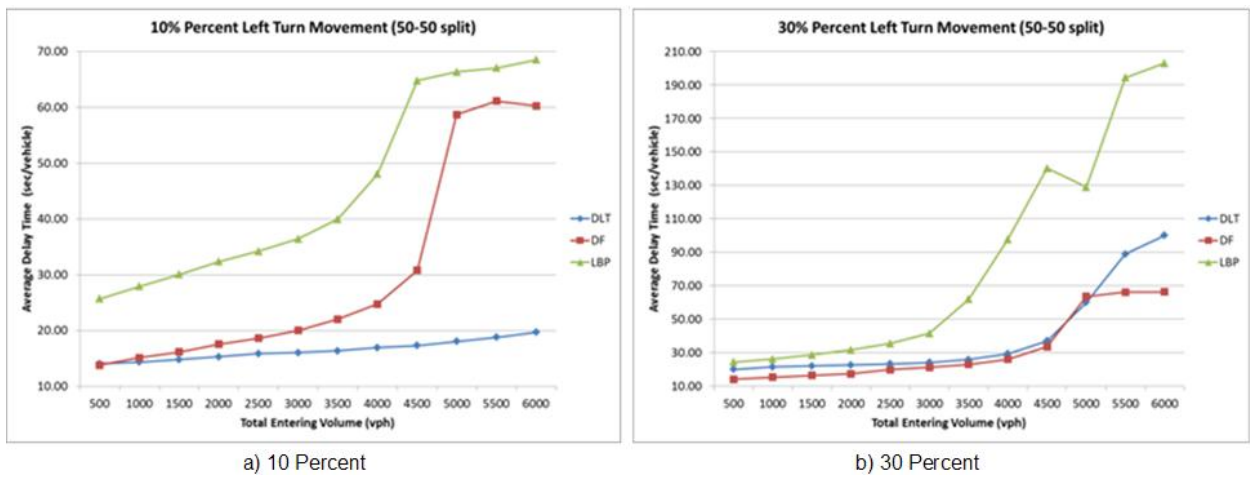 10% Percent Left Turn Movement (50-50 split)
70.00
60.00
50.00
40.00
30.00
20.00
10.00
Average Delay Time (sec/vehicle)
500 1000 1500 2000 2500 3000 3500 4000 4500 5000 5500 6000
Total Entering Volume (vph)
DLT
DF
LBP
a) 10 Percent
30% Percent Left Turn Movement (50-50 split)
210.00
190.00
170.00
150.00
130.00
110.00
90.00
70.00
50.00
30.00
10.00
Average Delay Time (sec/vehicle)
500 1000 1500 2000 2500 3000 3500 4000 4500 5000 5500 6000
Total Entering Volume (vph)
DLT
DF
LBP
b) 30 Percent